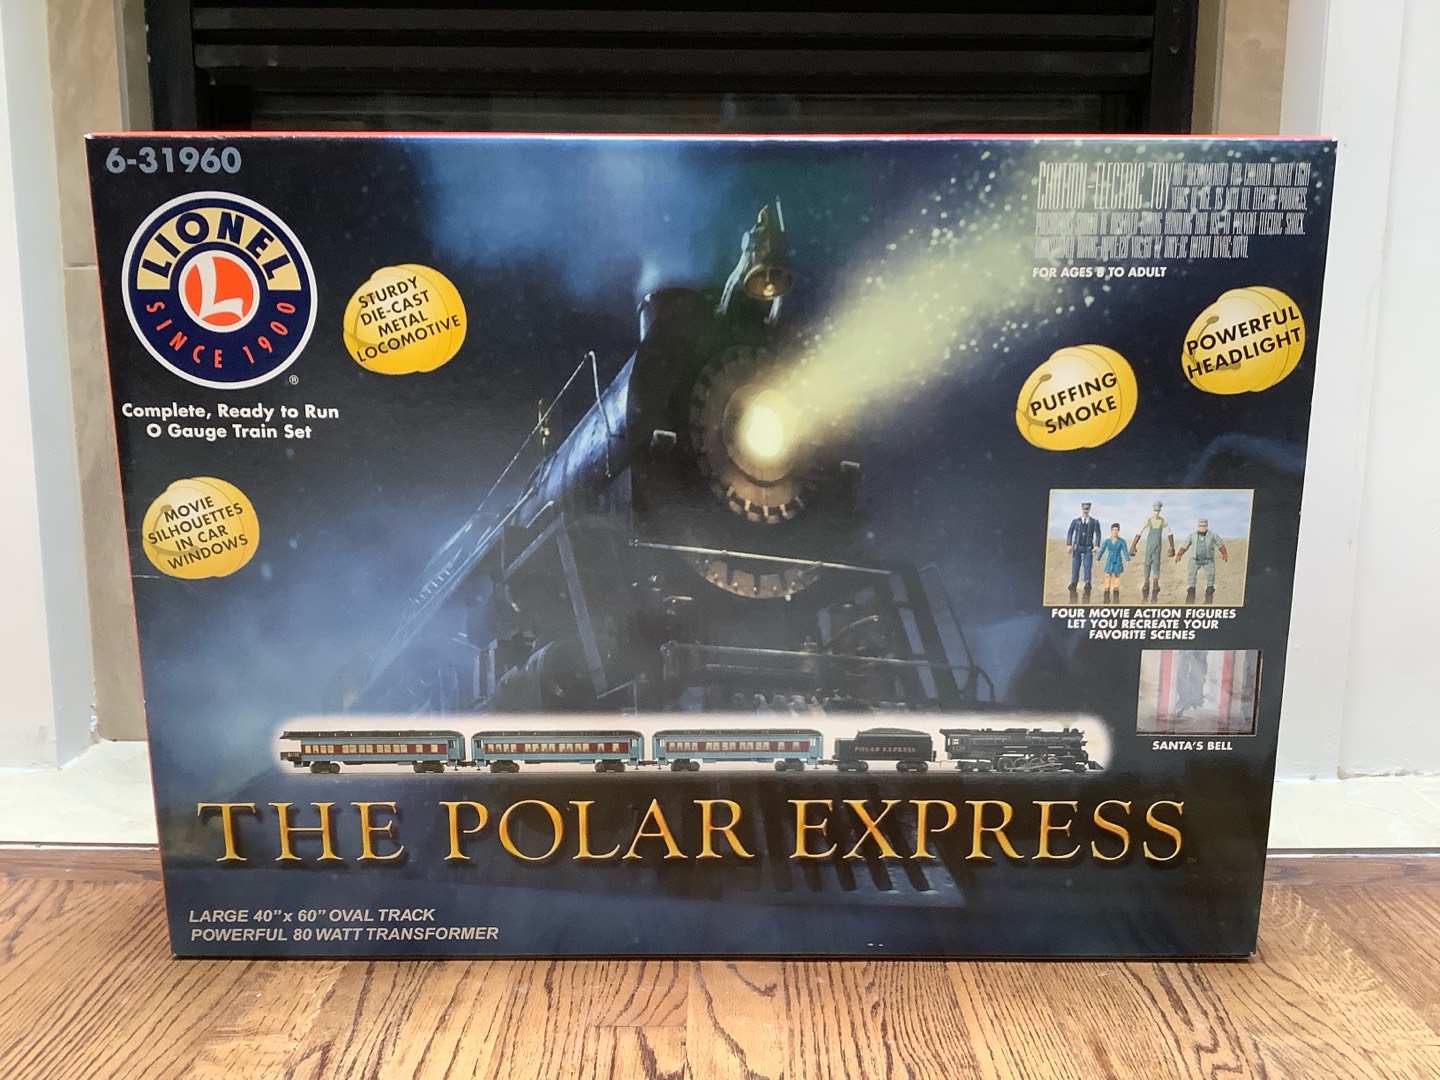 6-31960
LIONEL
L
SINCE 1900
®
Complete, Ready to Run
O Gauge Train Set
STURDY
DIE-CAST
METAL
LOCOMOTIVE
MOVIE
SILHOUETTES
IN CAR
WINDOWS
CAUTION-ELECTRIC TOY
FOR AGES 8 TO ADULT
POWERFUL
HEADLIGHT
PUFFING
SMOKE
FOUR MOVIE ACTION FIGURES
LET YOU RECREATE YOUR
FAVORITE SCENES
SANTA'S BELL
POLAR EXPRESS
THE POLAR EXPRESS
LARGE 40" x 60" OVAL TRACK
POWERFUL 80 WATT TRANSFORMER